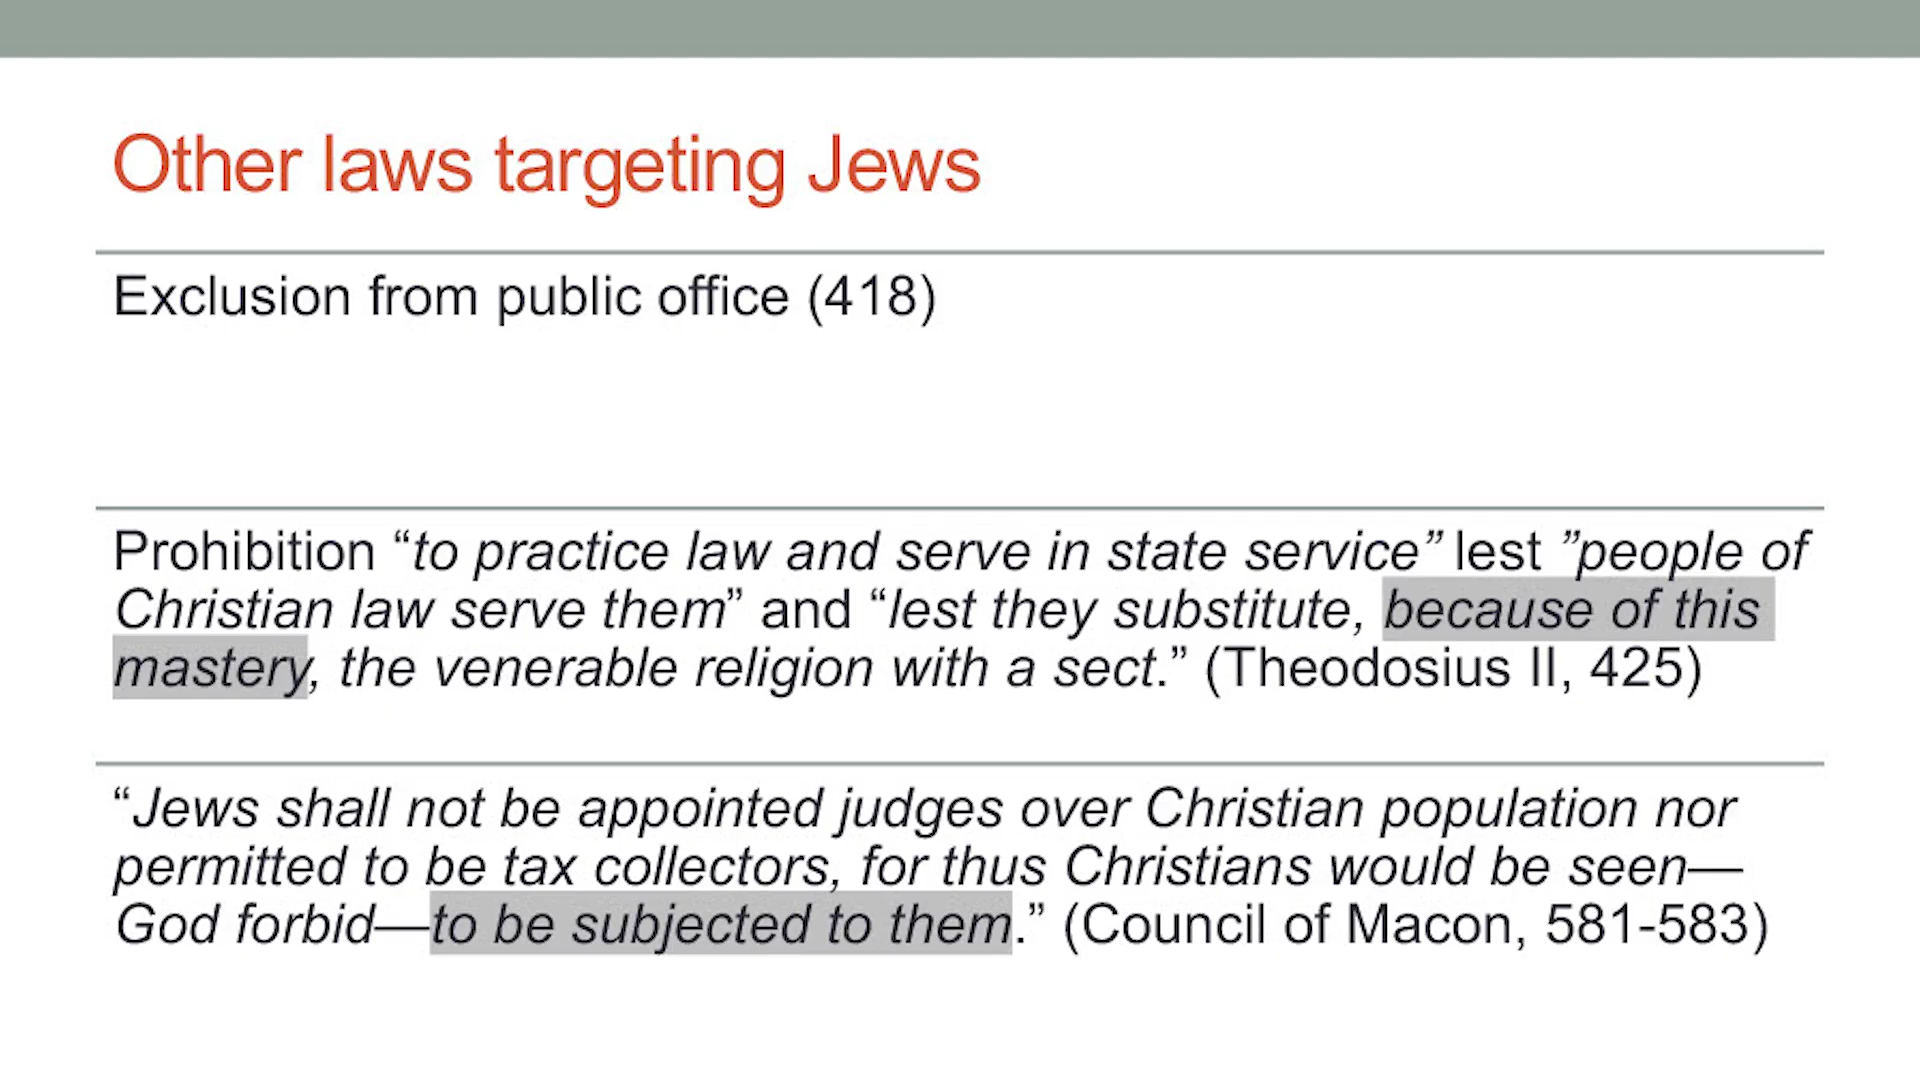 Other laws targeting Jews
Exclusion from public office (418)
Prohibition “to practice law and serve in state service” lest ”people of
Christian law serve them” and “lest they substitute, because of this
mastery, the venerable religion with a sect.” (Theodosius II, 425)
“Jews shall not be appointed judges over Christian population nor
permitted to be tax collectors, for thus Christians would be seen—
God forbid—to be subjected to them.” (Council of Macon, 581-583)